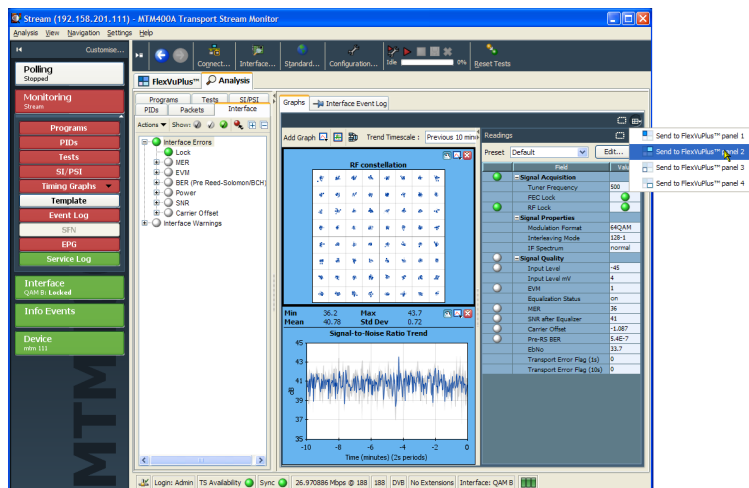 Stream (192.158.201.111) - MTM400A Transport Stream Monitor
Analysis View Navigation Settings Help
Customise...
Polling
Stopped
Monitoring
Stream
Programs
PIDs
Tests
SI/PSI
Timing Graphs
Template
Event Log
SFN
EPG
Service Log
Interface
QAM B: Locked
Info Events
Device
mtm 111
MTM
Connect...
Interface...
Standard...
Configuration...
Idle
0%
Reset Tests
FlexVuPlus™
Analysis
Programs Tests SI/PSI
PIDs Packets Interface
Actions Show:
Interface Errors
Lock
MER
EVM
BER (Pre Reed-Solomon/BCH)
Power
SNR
Carrier Offset
Interface Warnings
Graphs
Interface Event Log
Add Graph
Trend Timescale :
Previous 10 min
RF constellation
Min 36.2 Max 43.7
Mean 40.78 Std Dev 0.72
Signal-to-Noise Ratio Trend
45
43
41
39
37
35
dB
-10 -8 -6 -4 -2 0
Time (minutes) (2s periods)
Readings
Preset Default Edit...
Field Valu
Signal Acquisition
Tuner Frequency 500
FEC Lock
RF Lock
Signal Properties
Modulation Format 64QAM
Interleaving Mode 128-1
IF Spectrum normal
Signal Quality
Input Level -45
Input Level mV 4
EVM 1
Equalization Status on
MER 36
SNR after Equalizer 41
Carrier Offset -1.087
Pre-RS BER 5.4E-7
EbNo 33.7
Transport Error Flag (1s) 0
Transport Error Flag (10s) 0
Send to FlexVuPlus™ panel 1
Send to FlexVuPlus™ panel 2
Send to FlexVuPlus™ panel 3
Send to FlexVuPlus™ panel 4
Login: Admin TS Availability Sync 26.970886 Mbps @ 188 188 DVB No Extensions Interface: QAM B